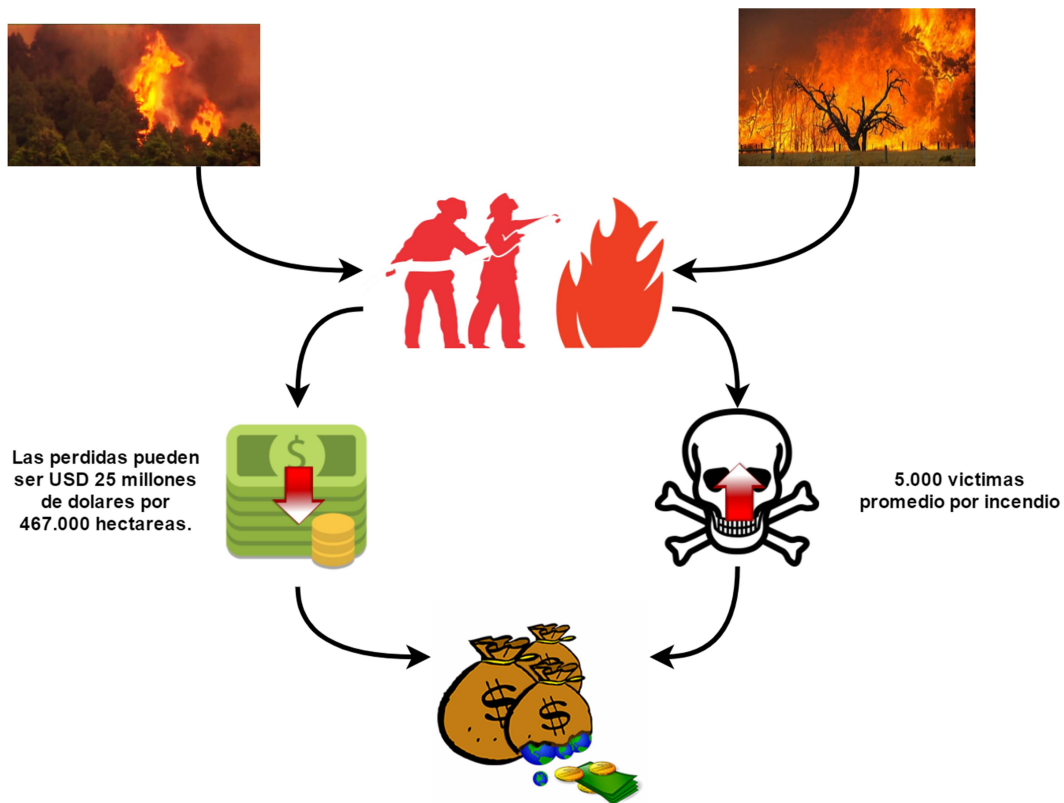 Las perdidas pueden
ser USD 25 millones
de dolares por
467.000 hectareas.
5.000 victimas
promedio por incendio
$
$
$
$